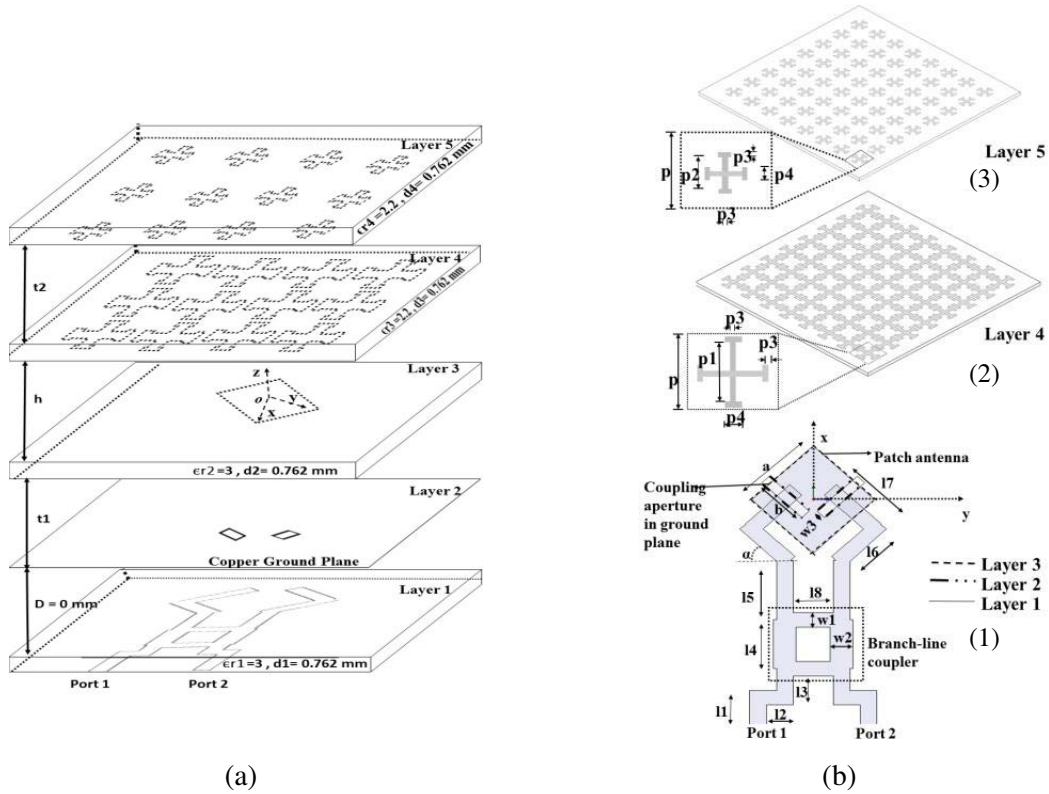 Layer 5
εr4 =2.2 , d4= 0.762 mm
t2
Layer 4
εr3 =2.2, d3= 0.762 mm
h
Layer 3
z
o
y
x
εr2 =3 , d2= 0.762 mm
t1
Layer 2
Copper Ground Plane
D = 0 mm
Layer 1
εr1 =3, d1= 0.762 mm
Port 1
Port 2
(a)
p
p2
p3
p4
p3
Layer 5
(3)
p3
p1
p3
p
p4
Layer 4
(2)
x
a
Patch antenna
Coupling
aperture
in ground
plane
b
w3
l7
y
α
l6
l5
l8
Layer 3
Layer 2
Layer 1
(1)
w1
w2
l4
Branch-line
coupler
l3
l1
l2
Port 1
Port 2
(b)